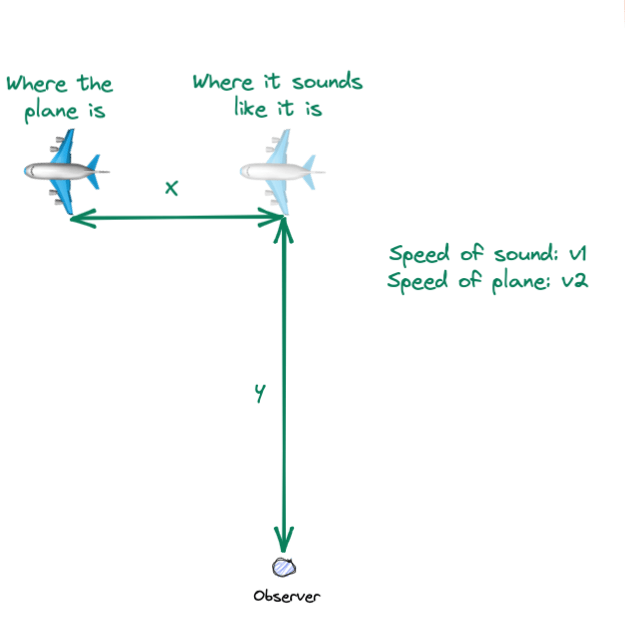 Where the
plane is
Where it sounds
like it is
x
Speed of sound: v1
Speed of plane: v2
y
Observer